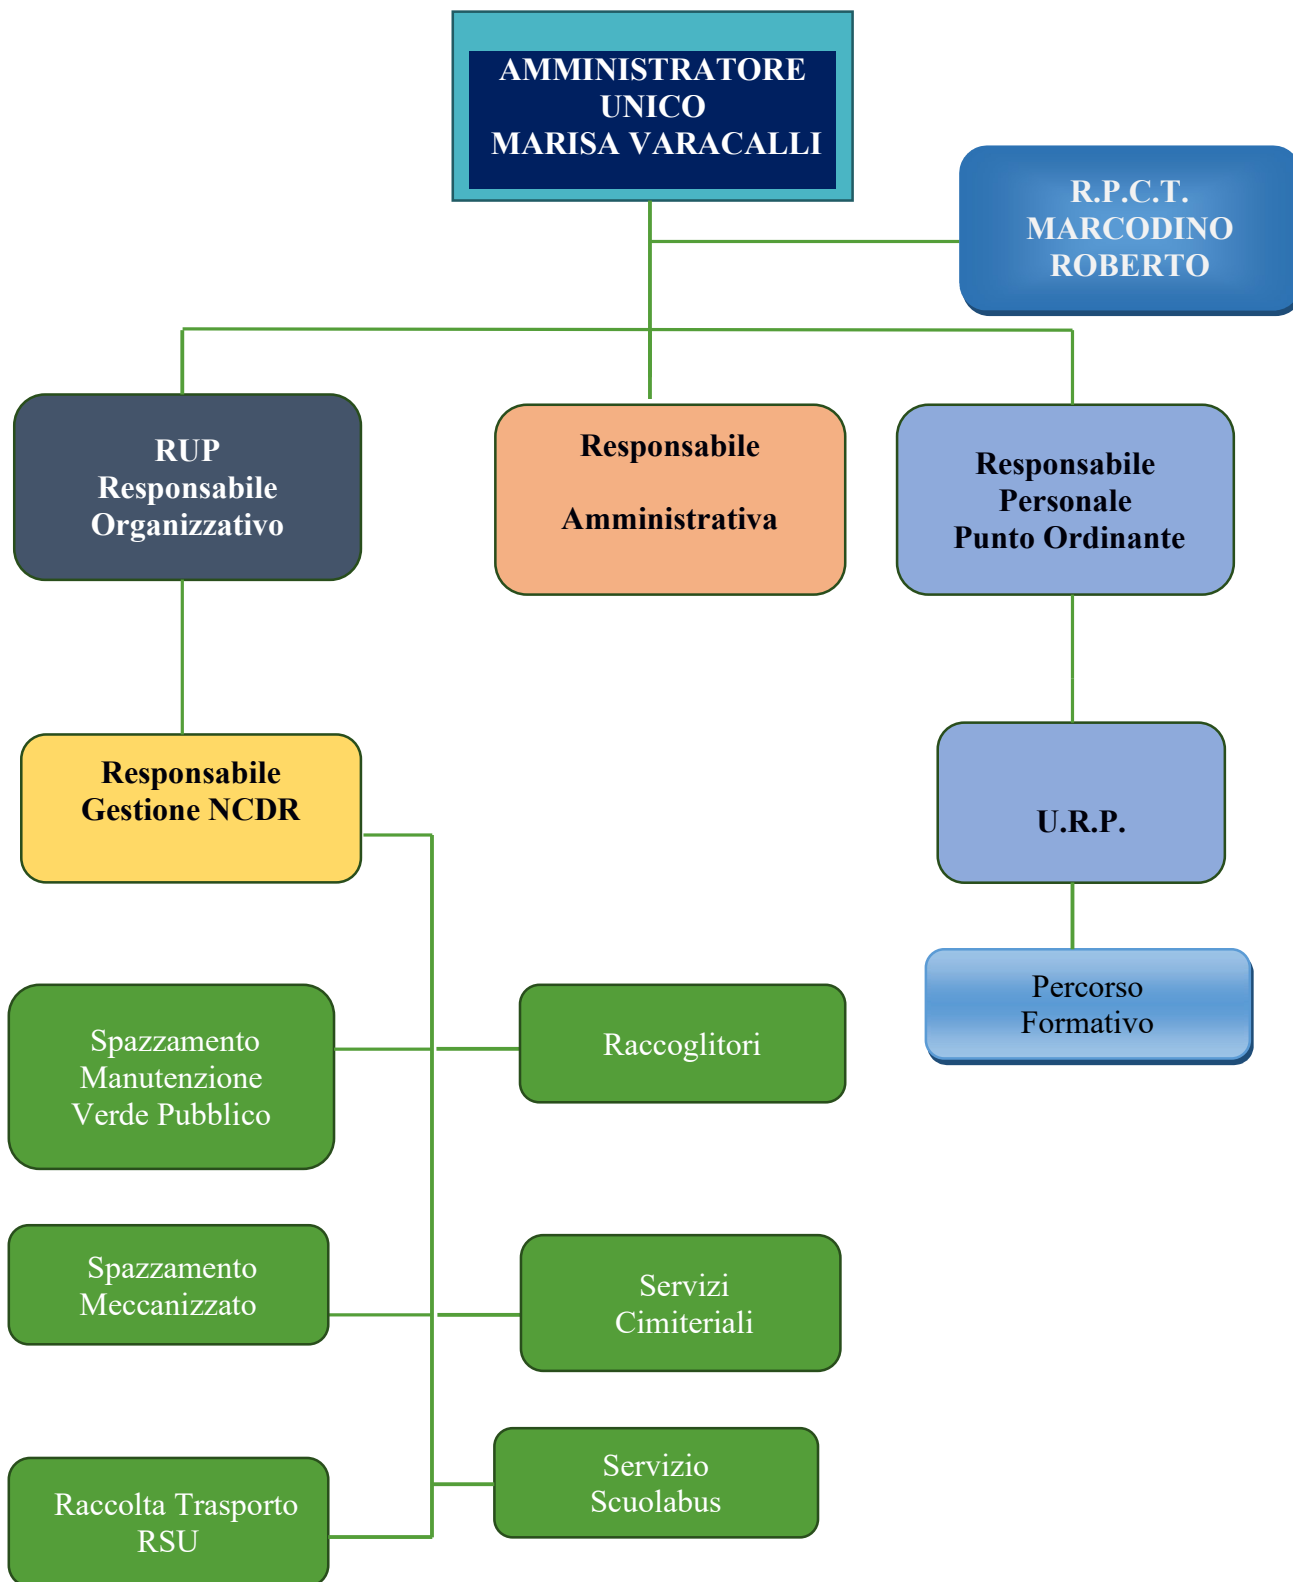 AMMINISTRATORE
UNICO
MARISA VARACALLI
R.P.C.T.
MARCODINO
ROBERTO
RUP
Responsabile
Organizzativo
Responsabile
Amministrativa
Responsabile
Personale
Punto Ordinante
Responsabile
Gestione NCDR
U.R.P.
Percorso
Formativo
Spazzamento
Manutenzione
Verde Pubblico
Raccoglitori
Spazzamento
Meccanizzato
Servizi
Cimiteriali
Servizio
Scuolabus
Raccolta Trasporto
RSU